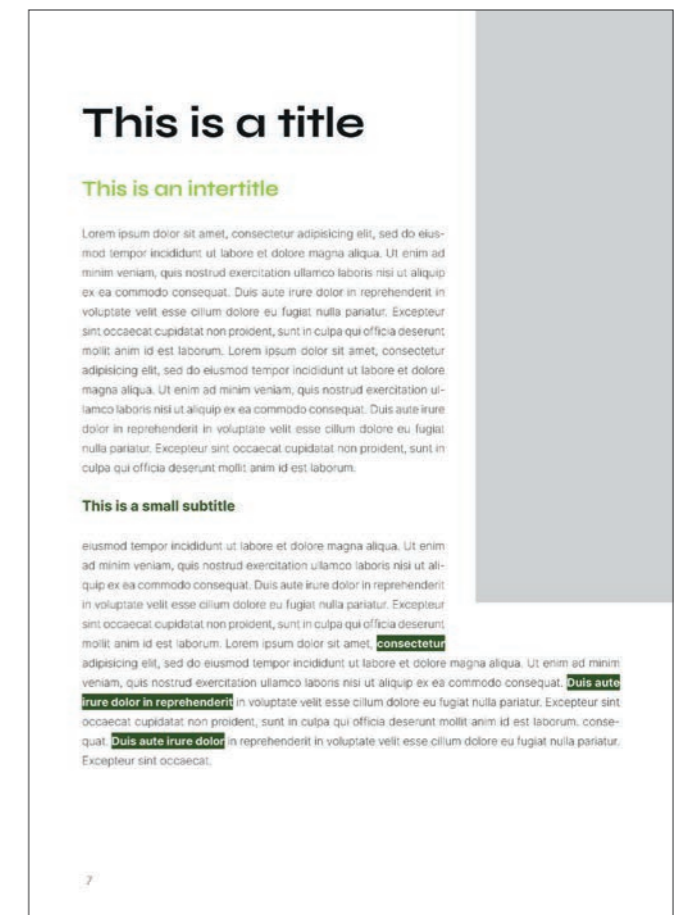 This is a title
This is an intertitle
Lorem ipsum dolor sit amet, consectetur adipisicing elit, sed do eius-
mod tempor incididunt ut labore et dolore magna aliqua. Ut enim ad
minim veniam, quis nostrud exercitation ullamco laboris nisi ut aliquip
ex ea commodo consequat. Duis aute irure dolor in reprehenderit in
voluptate velit esse cillum dolore eu fugiat nulla pariatur. Excepteur
sint occaecat cupidatat non proident, sunt in culpa qui officia deserunt
mollit anim id est laborum. Lorem ipsum dolor sit amet, consectetur
adipisicing elit, sed do eiusmod tempor incididunt ut labore et dolore
magna aliqua. Ut enim ad minim veniam, quis nostrud exercitation ul-
lamco laboris nisi ut aliquip ex ea commodo consequat. Duis aute irure
dolor in reprehenderit in voluptate velit esse cillum dolore eu fugiat
nulla pariatur. Excepteur sint occaecat cupidatat non proident, sunt in
culpa qui officia deserunt mollit anim id est laborum.
This is a small subtitle
eiusmod tempor incididunt ut labore et dolore magna aliqua. Ut enim
ad minim veniam, quis nostrud exercitation ullamco laboris nisi ut ali-
quip ex ea commodo consequat. Duis aute irure dolor in reprehenderit
in voluptate velit esse cillum dolore eu fugiat nulla pariatur. Excepteur
sint occaecat cupidatat non proident, sunt in culpa qui officia deserunt
mollit anim id est laborum. Lorem ipsum dolor sit amet, consectetur
adipisicing elit, sed do eiusmod tempor incididunt ut labore et dolore magna aliqua. Ut enim ad minim
veniam, quis nostrud exercitation ullamco laboris nisi ut aliquip ex ea commodo consequat. Duis aute
irure dolor in reprehenderit in voluptate velit esse cillum dolore eu fugiat nulla pariatur. Excepteur sint
occaecat cupidatat non proident, sunt in culpa qui officia deserunt mollit anim id est laborum. conse-
quat. Duis aute irure dolor in reprehenderit in voluptate velit esse cillum dolore eu fugiat nulla pariatur.
Excepteur sint occaecat.
7